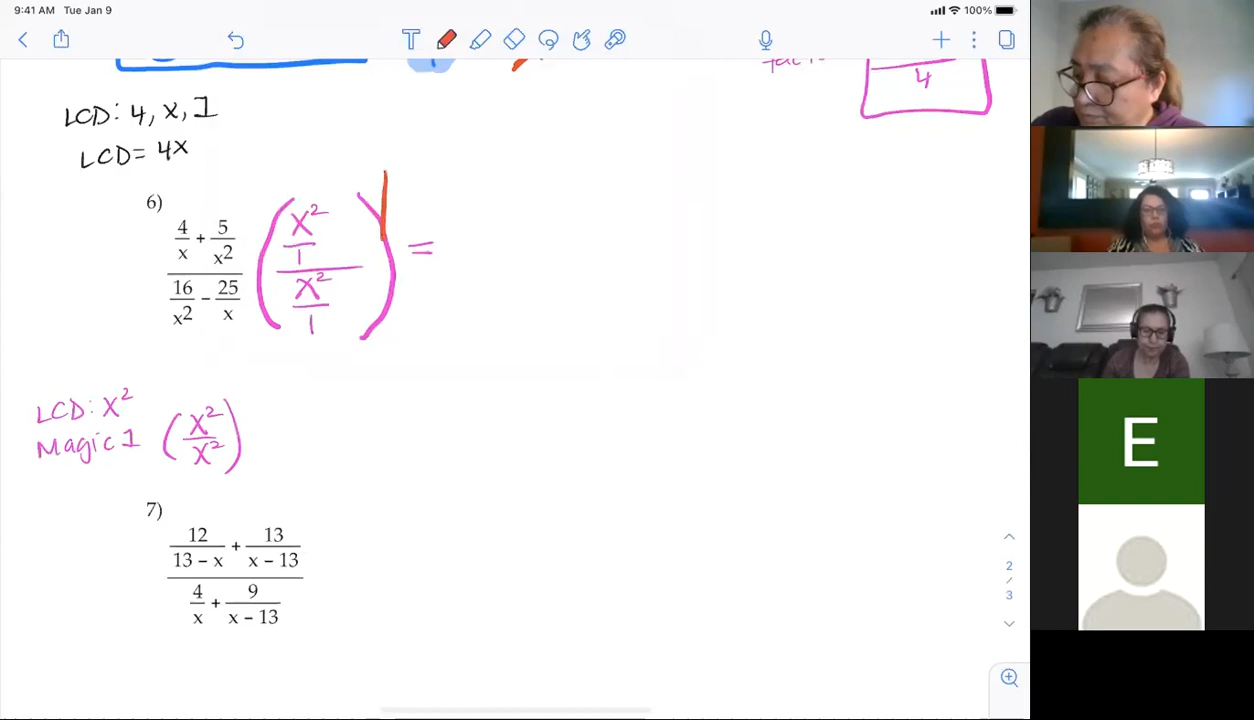 9:41 AM Tue Jan 9
100%
4
LCD: 4, x, 1
LCD= 4x
6)
4/x + 5/x² (x²/1) =
16/x² − 25/x (x²/1)
LCD: x²
Magic 1 (x²/x²)
7)
12/(13 − x) + 13/(x − 13)
4/x + 9/(x − 13)
2
/
3
E